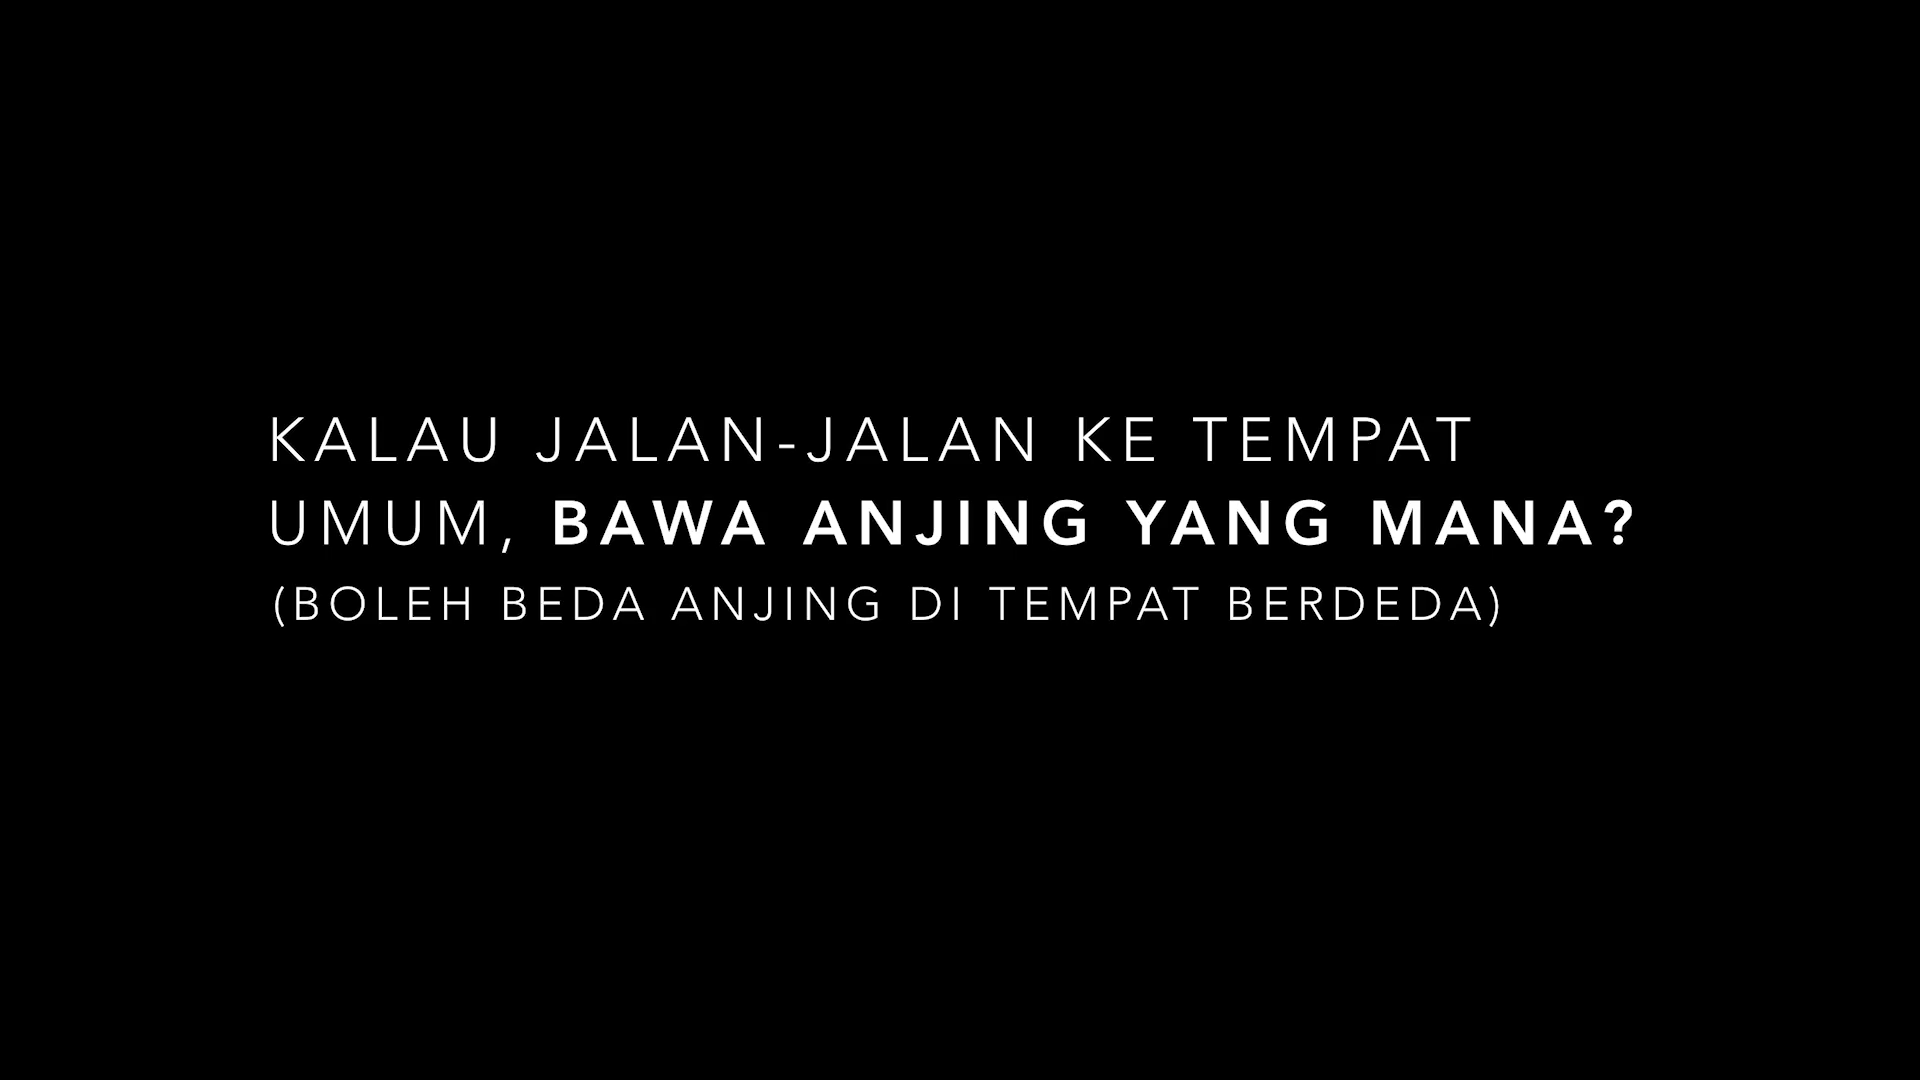 KALAU JALAN-JALAN KE TEMPAT
UMUM, BAWA ANJING YANG MANA?
(BOLEH BEDA ANJING DI TEMPAT BERDEDA)